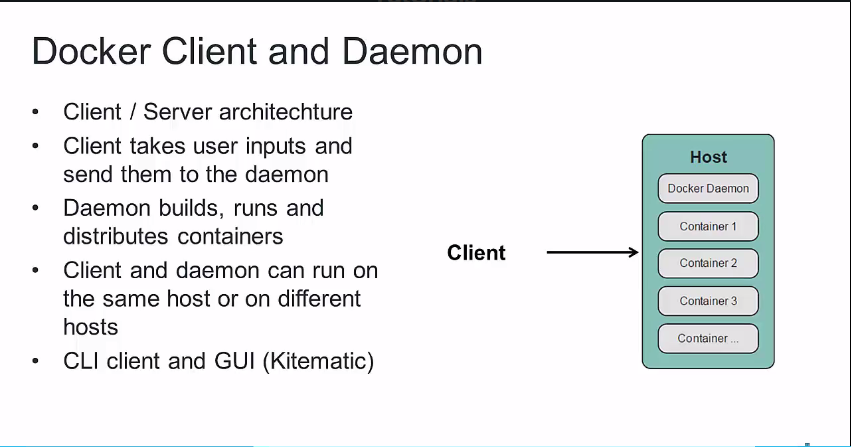 Docker Client and Daemon
• Client / Server architechture
• Client takes user inputs and
send them to the daemon
• Daemon builds, runs and
distributes containers
• Client and daemon can run on
the same host or on different
hosts
• CLI client and GUI (Kitematic)
Client
Host
Docker Daemon
Container 1
Container 2
Container 3
Container ...